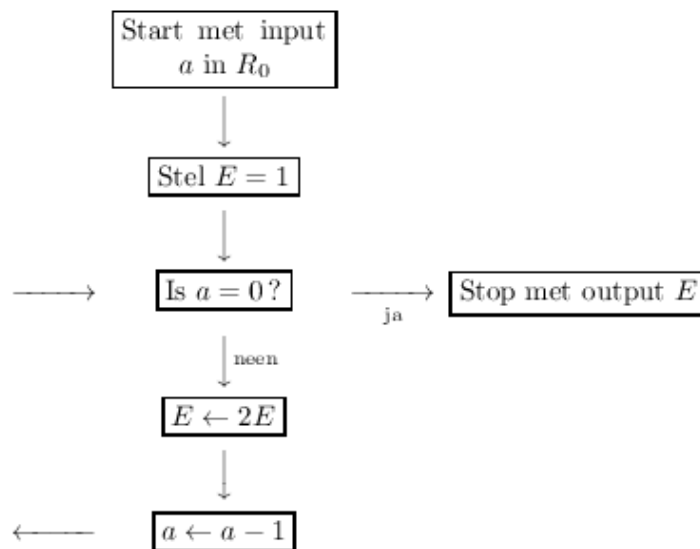 Start met input
a in R₀
Stel E = 1
Is a = 0 ?
ja
Stop met output E
neen
E ← 2E
a ← a − 1